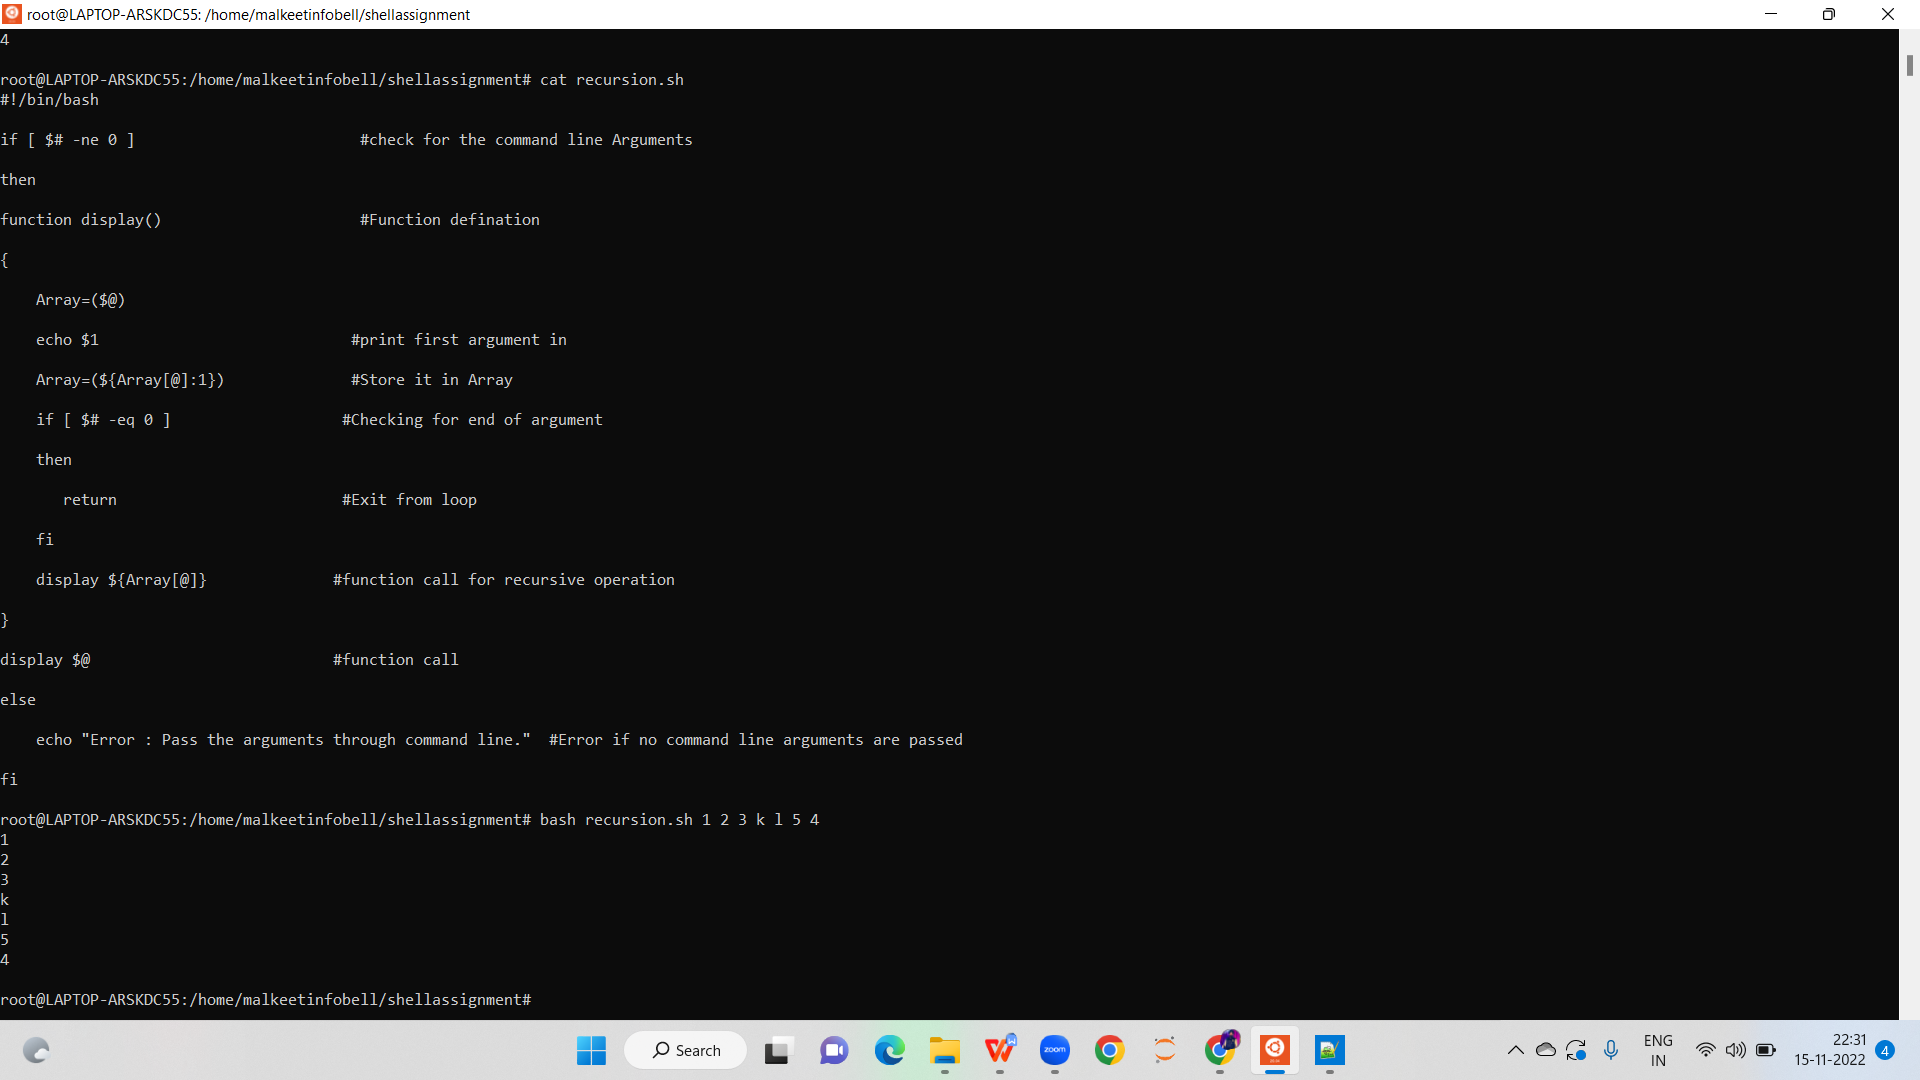 root@LAPTOP-ARSKDC55: /home/malkeetinfobell/shellassignment
4
root@LAPTOP-ARSKDC55:/home/malkeetinfobell/shellassignment# cat recursion.sh
#!/bin/bash
if [ $# -ne 0 ]                         #check for the command line Arguments
then
function display()                      #Function defination
{
    Array=($@)
    echo $1                            #print first argument in
    Array=(${Array[@]:1})              #Store it in Array
    if [ $# -eq 0 ]                   #Checking for end of argument
    then
       return                         #Exit from loop
    fi
    display ${Array[@]}              #function call for recursive operation
}
display $@                           #function call
else
    echo "Error : Pass the arguments through command line."  #Error if no command line arguments are passed
fi
root@LAPTOP-ARSKDC55:/home/malkeetinfobell/shellassignment# bash recursion.sh 1 2 3 k l 5 4
1
2
3
k
l
5
4
root@LAPTOP-ARSKDC55:/home/malkeetinfobell/shellassignment#
Search
zoom
ENG
IN
22:31
15-11-2022
4